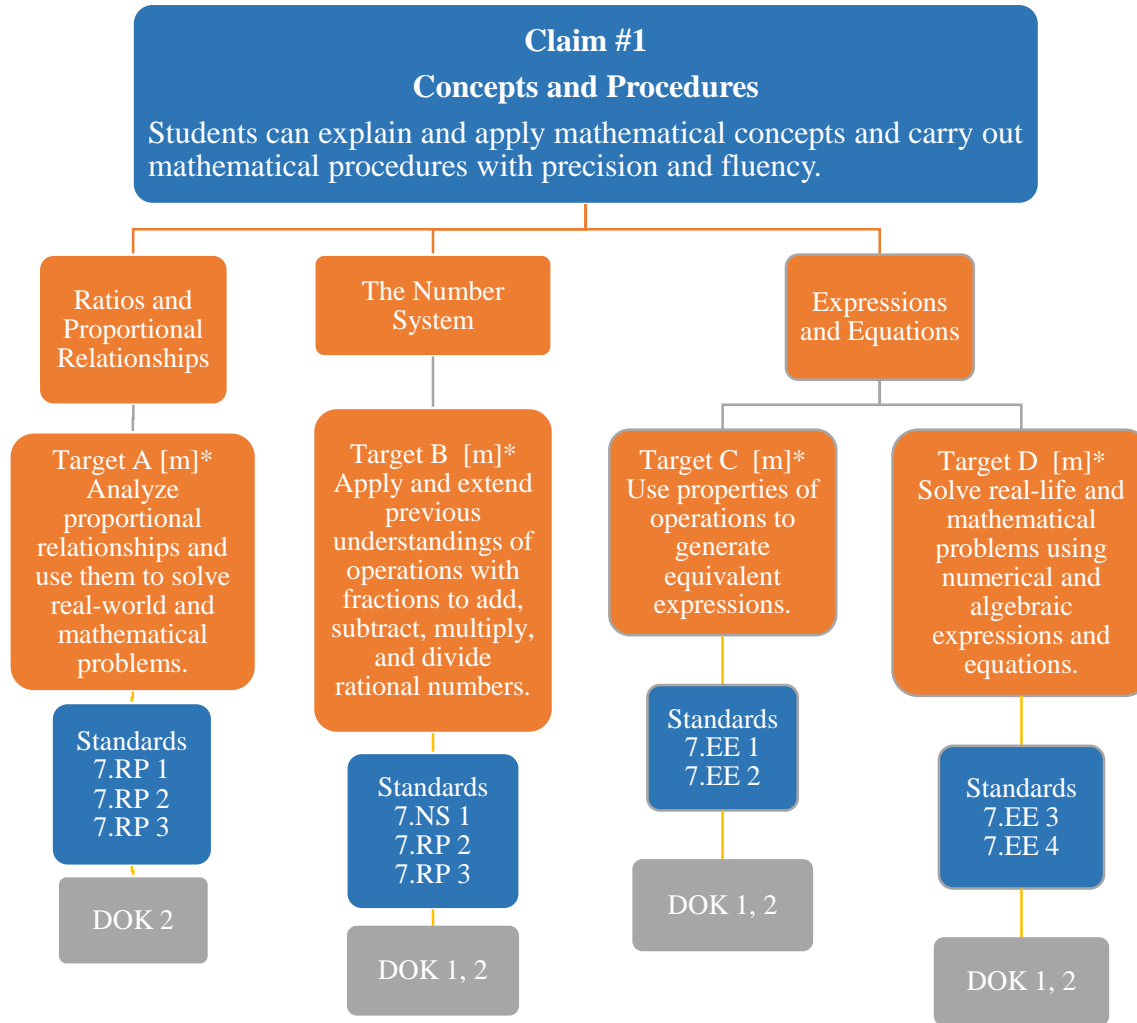 Claim #1
Concepts and Procedures
Students can explain and apply mathematical concepts and carry out
mathematical procedures with precision and fluency.
Ratios and
Proportional
Relationships
The Number
System
Expressions
and Equations
Target A [m]*
Analyze
proportional
relationships and
use them to solve
real-world and
mathematical
problems.
Target B [m]*
Apply and extend
previous
understandings of
operations with
fractions to add,
subtract, multiply,
and divide
rational numbers.
Target C [m]*
Use properties of
operations to
generate
equivalent
expressions.
Target D [m]*
Solve real-life and
mathematical
problems using
numerical and
algebraic
expressions and
equations.
Standards
7.RP 1
7.RP 2
7.RP 3
Standards
7.NS 1
7.RP 2
7.RP 3
Standards
7.EE 1
7.EE 2
Standards
7.EE 3
7.EE 4
DOK 2
DOK 1, 2
DOK 1, 2
DOK 1, 2